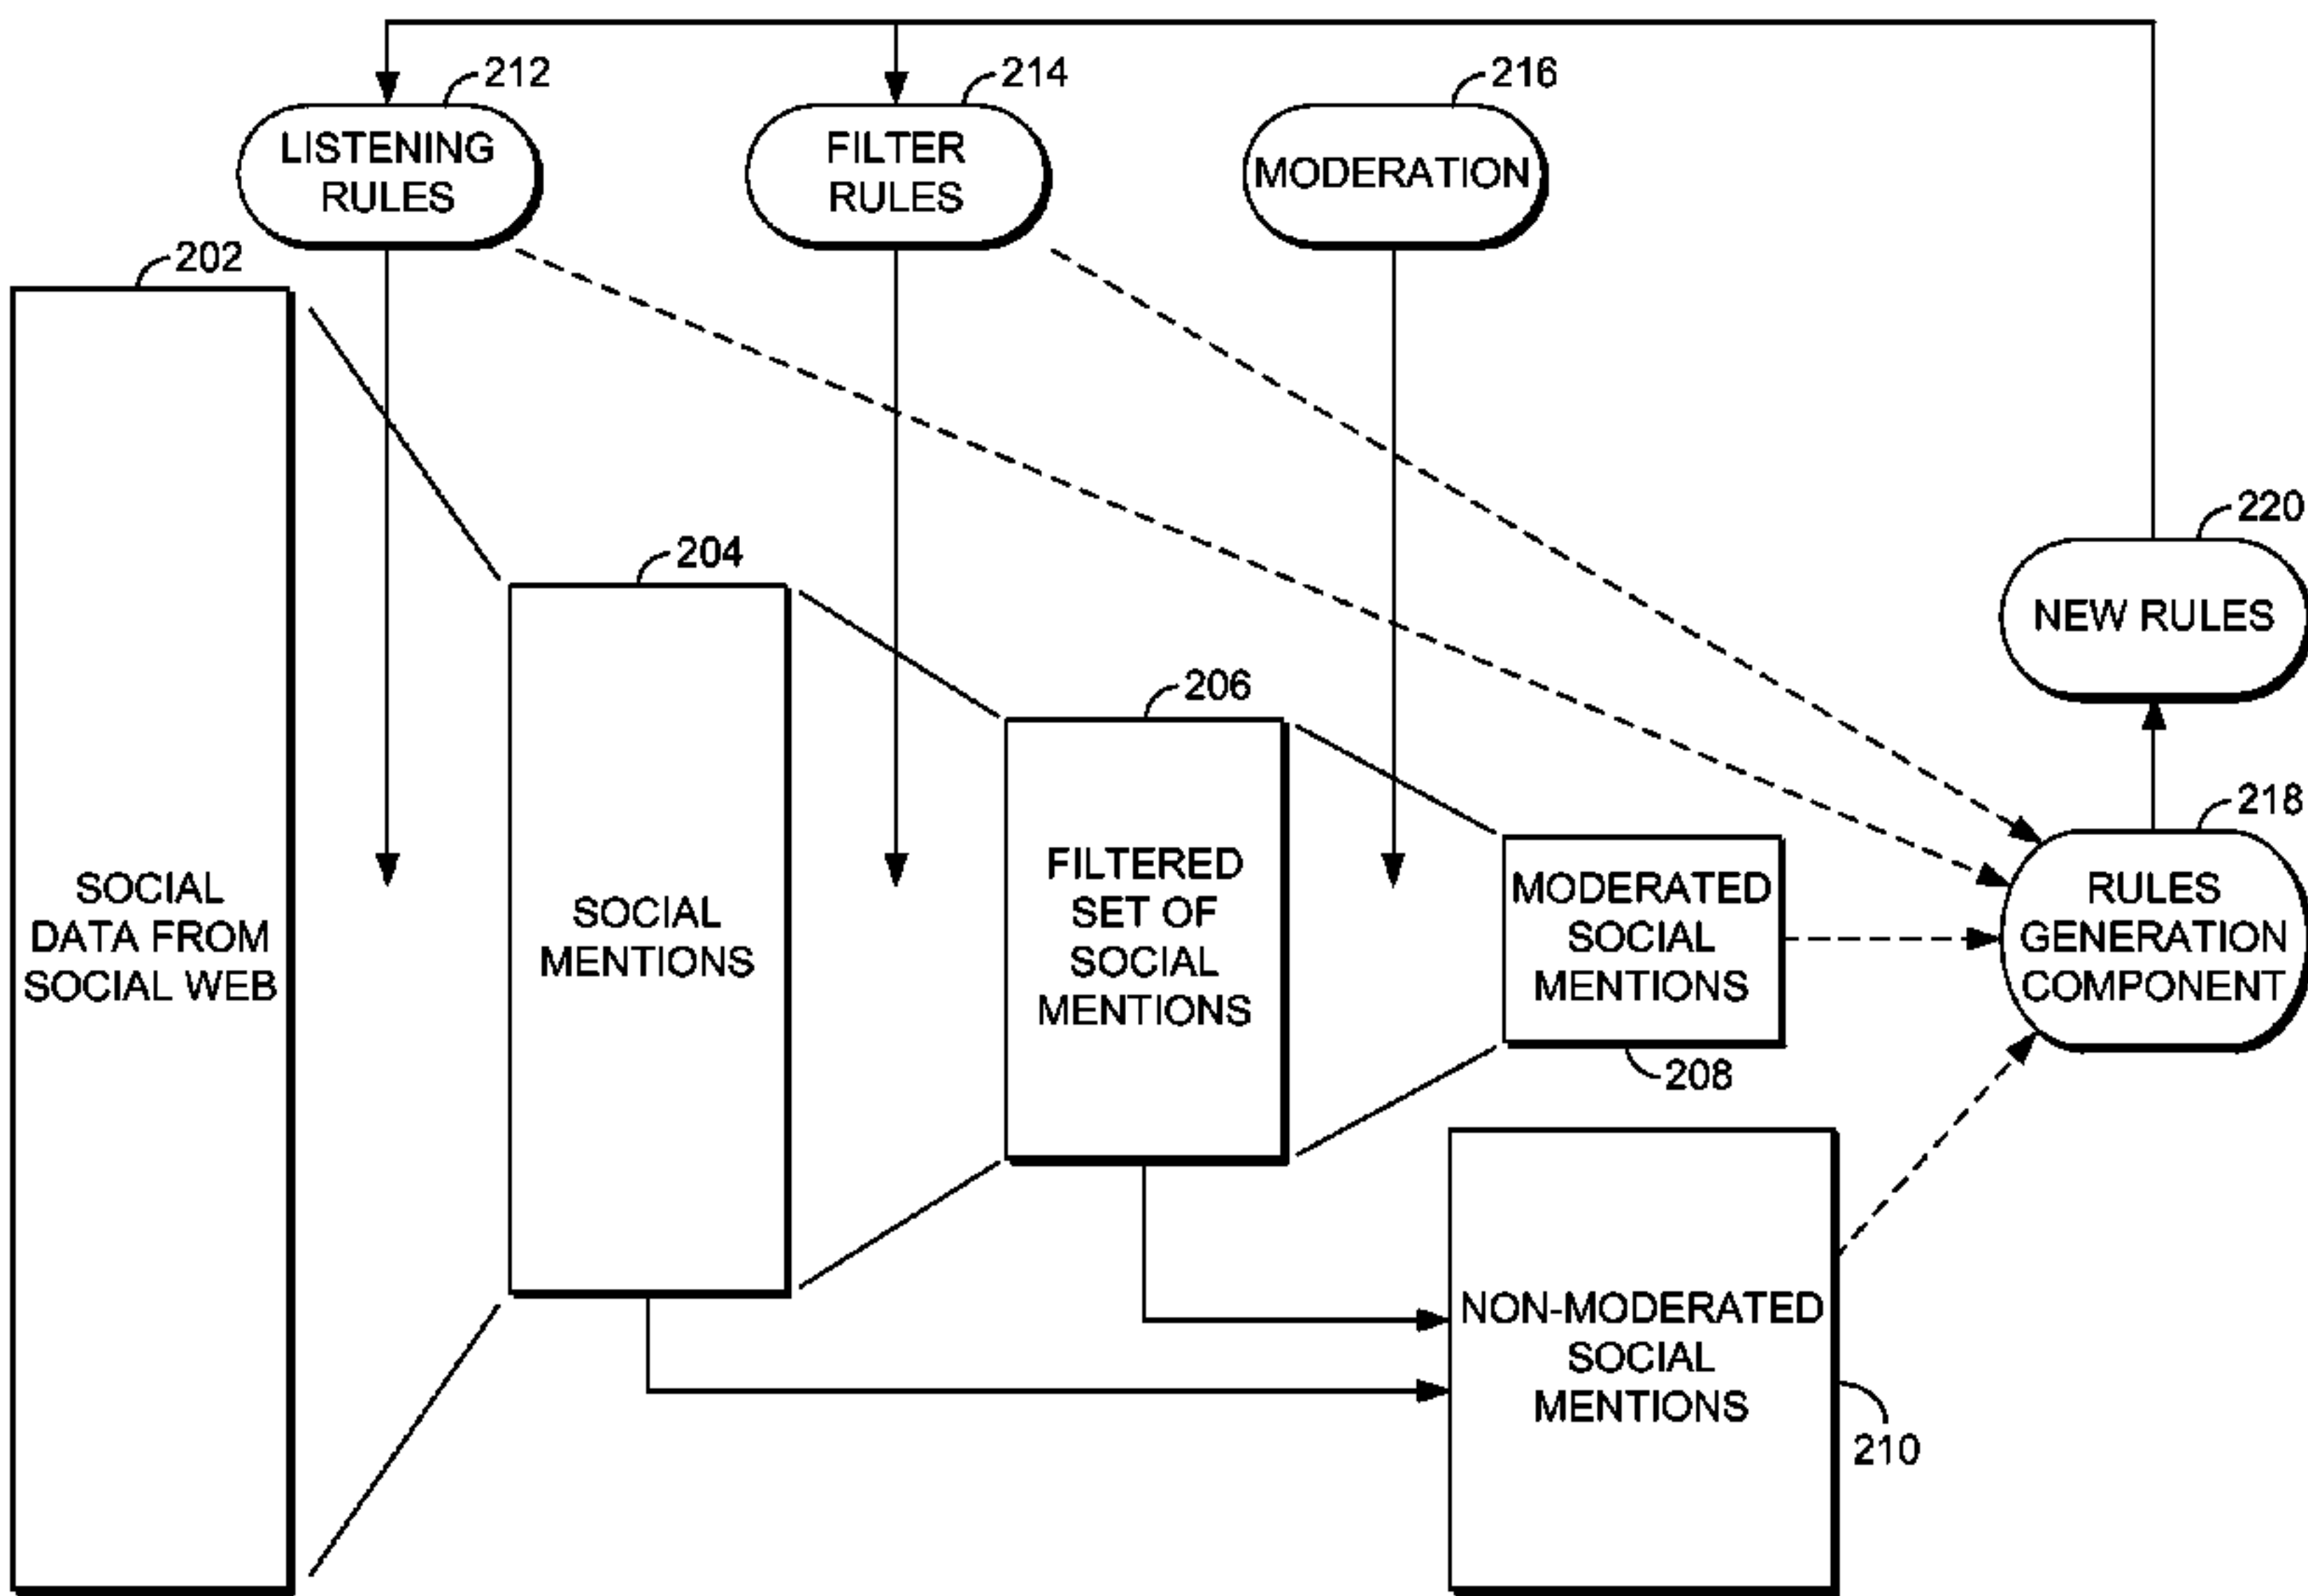 212
LISTENING
RULES
214
FILTER
RULES
216
MODERATION
202
SOCIAL
DATA FROM
SOCIAL WEB
204
SOCIAL
MENTIONS
206
FILTERED
SET OF
SOCIAL
MENTIONS
MODERATED
SOCIAL
MENTIONS
208
220
NEW RULES
218
RULES
GENERATION
COMPONENT
NON-MODERATED
SOCIAL
MENTIONS
210